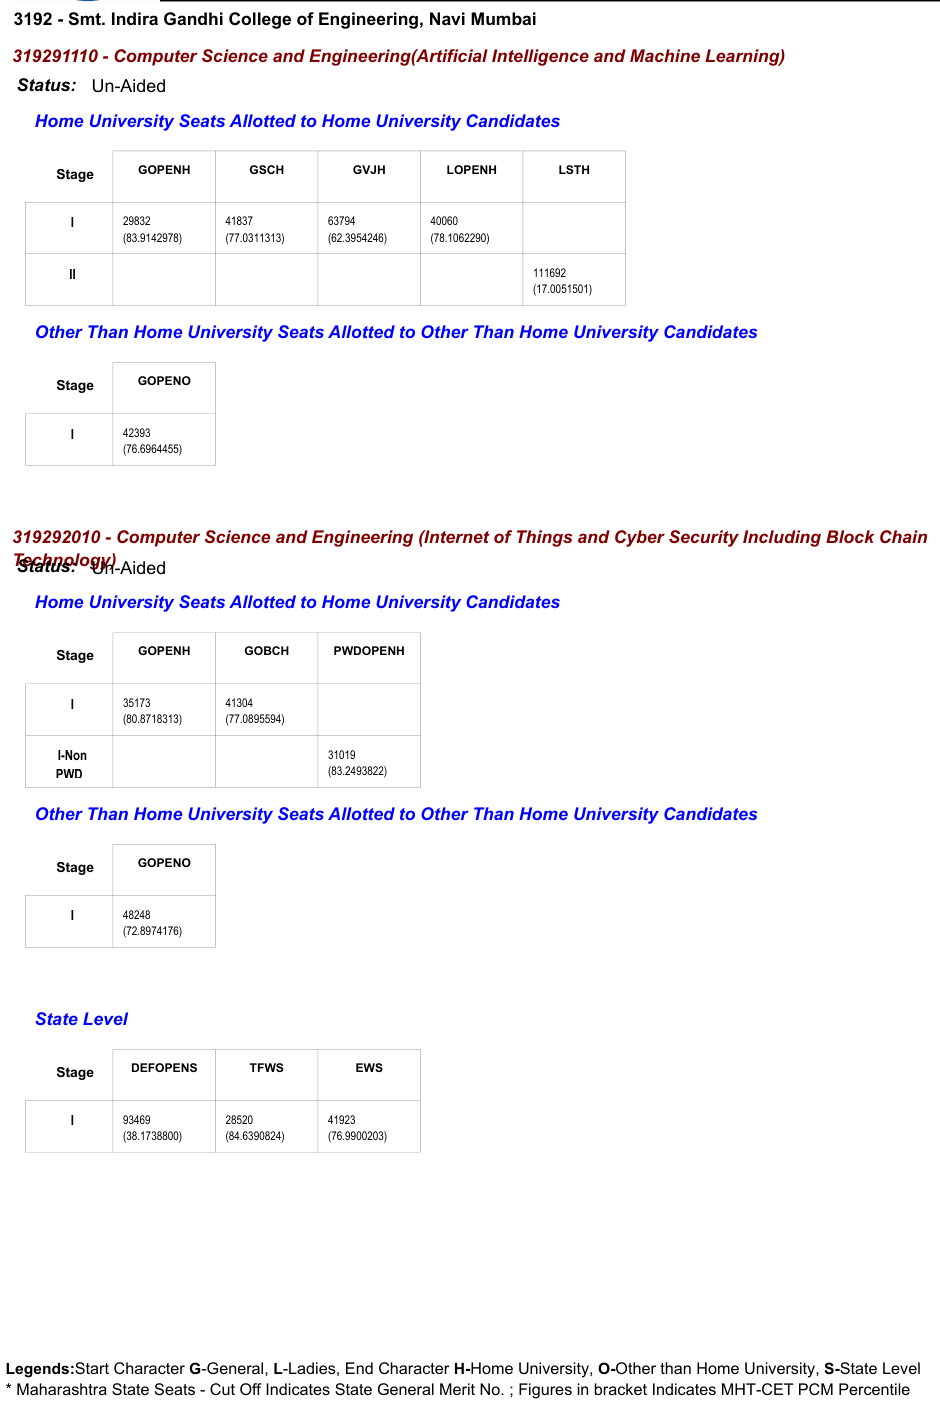 3192 - Smt. Indira Gandhi College of Engineering, Navi Mumbai
319291110 - Computer Science and Engineering(Artificial Intelligence and Machine Learning)
Status: Un-Aided
Home University Seats Allotted to Home University Candidates
Stage GOPENH GSCH GVJH LOPENH LSTH
I 29832 41837 63794 40060
(83.9142978) (77.0311313) (62.3954246) (78.1062290)
II 111692
(17.0051501)
Other Than Home University Seats Allotted to Other Than Home University Candidates
Stage GOPENO
I 42393
(76.6964455)
319292010 - Computer Science and Engineering (Internet of Things and Cyber Security Including Block Chain
Technology)
Status: Un-Aided
Home University Seats Allotted to Home University Candidates
Stage GOPENH GOBCH PWDOPENH
I 35173 41304
(80.8718313) (77.0895594)
I-Non 31019
PWD (83.2493822)
Other Than Home University Seats Allotted to Other Than Home University Candidates
Stage GOPENO
I 48248
(72.8974176)
State Level
Stage DEFOPENS TFWS EWS
I 93469 28520 41923
(38.1738800) (84.6390824) (76.9900203)
Legends:Start Character G-General, L-Ladies, End Character H-Home University, O-Other than Home University, S-State Level
* Maharashtra State Seats - Cut Off Indicates State General Merit No. ; Figures in bracket Indicates MHT-CET PCM Percentile